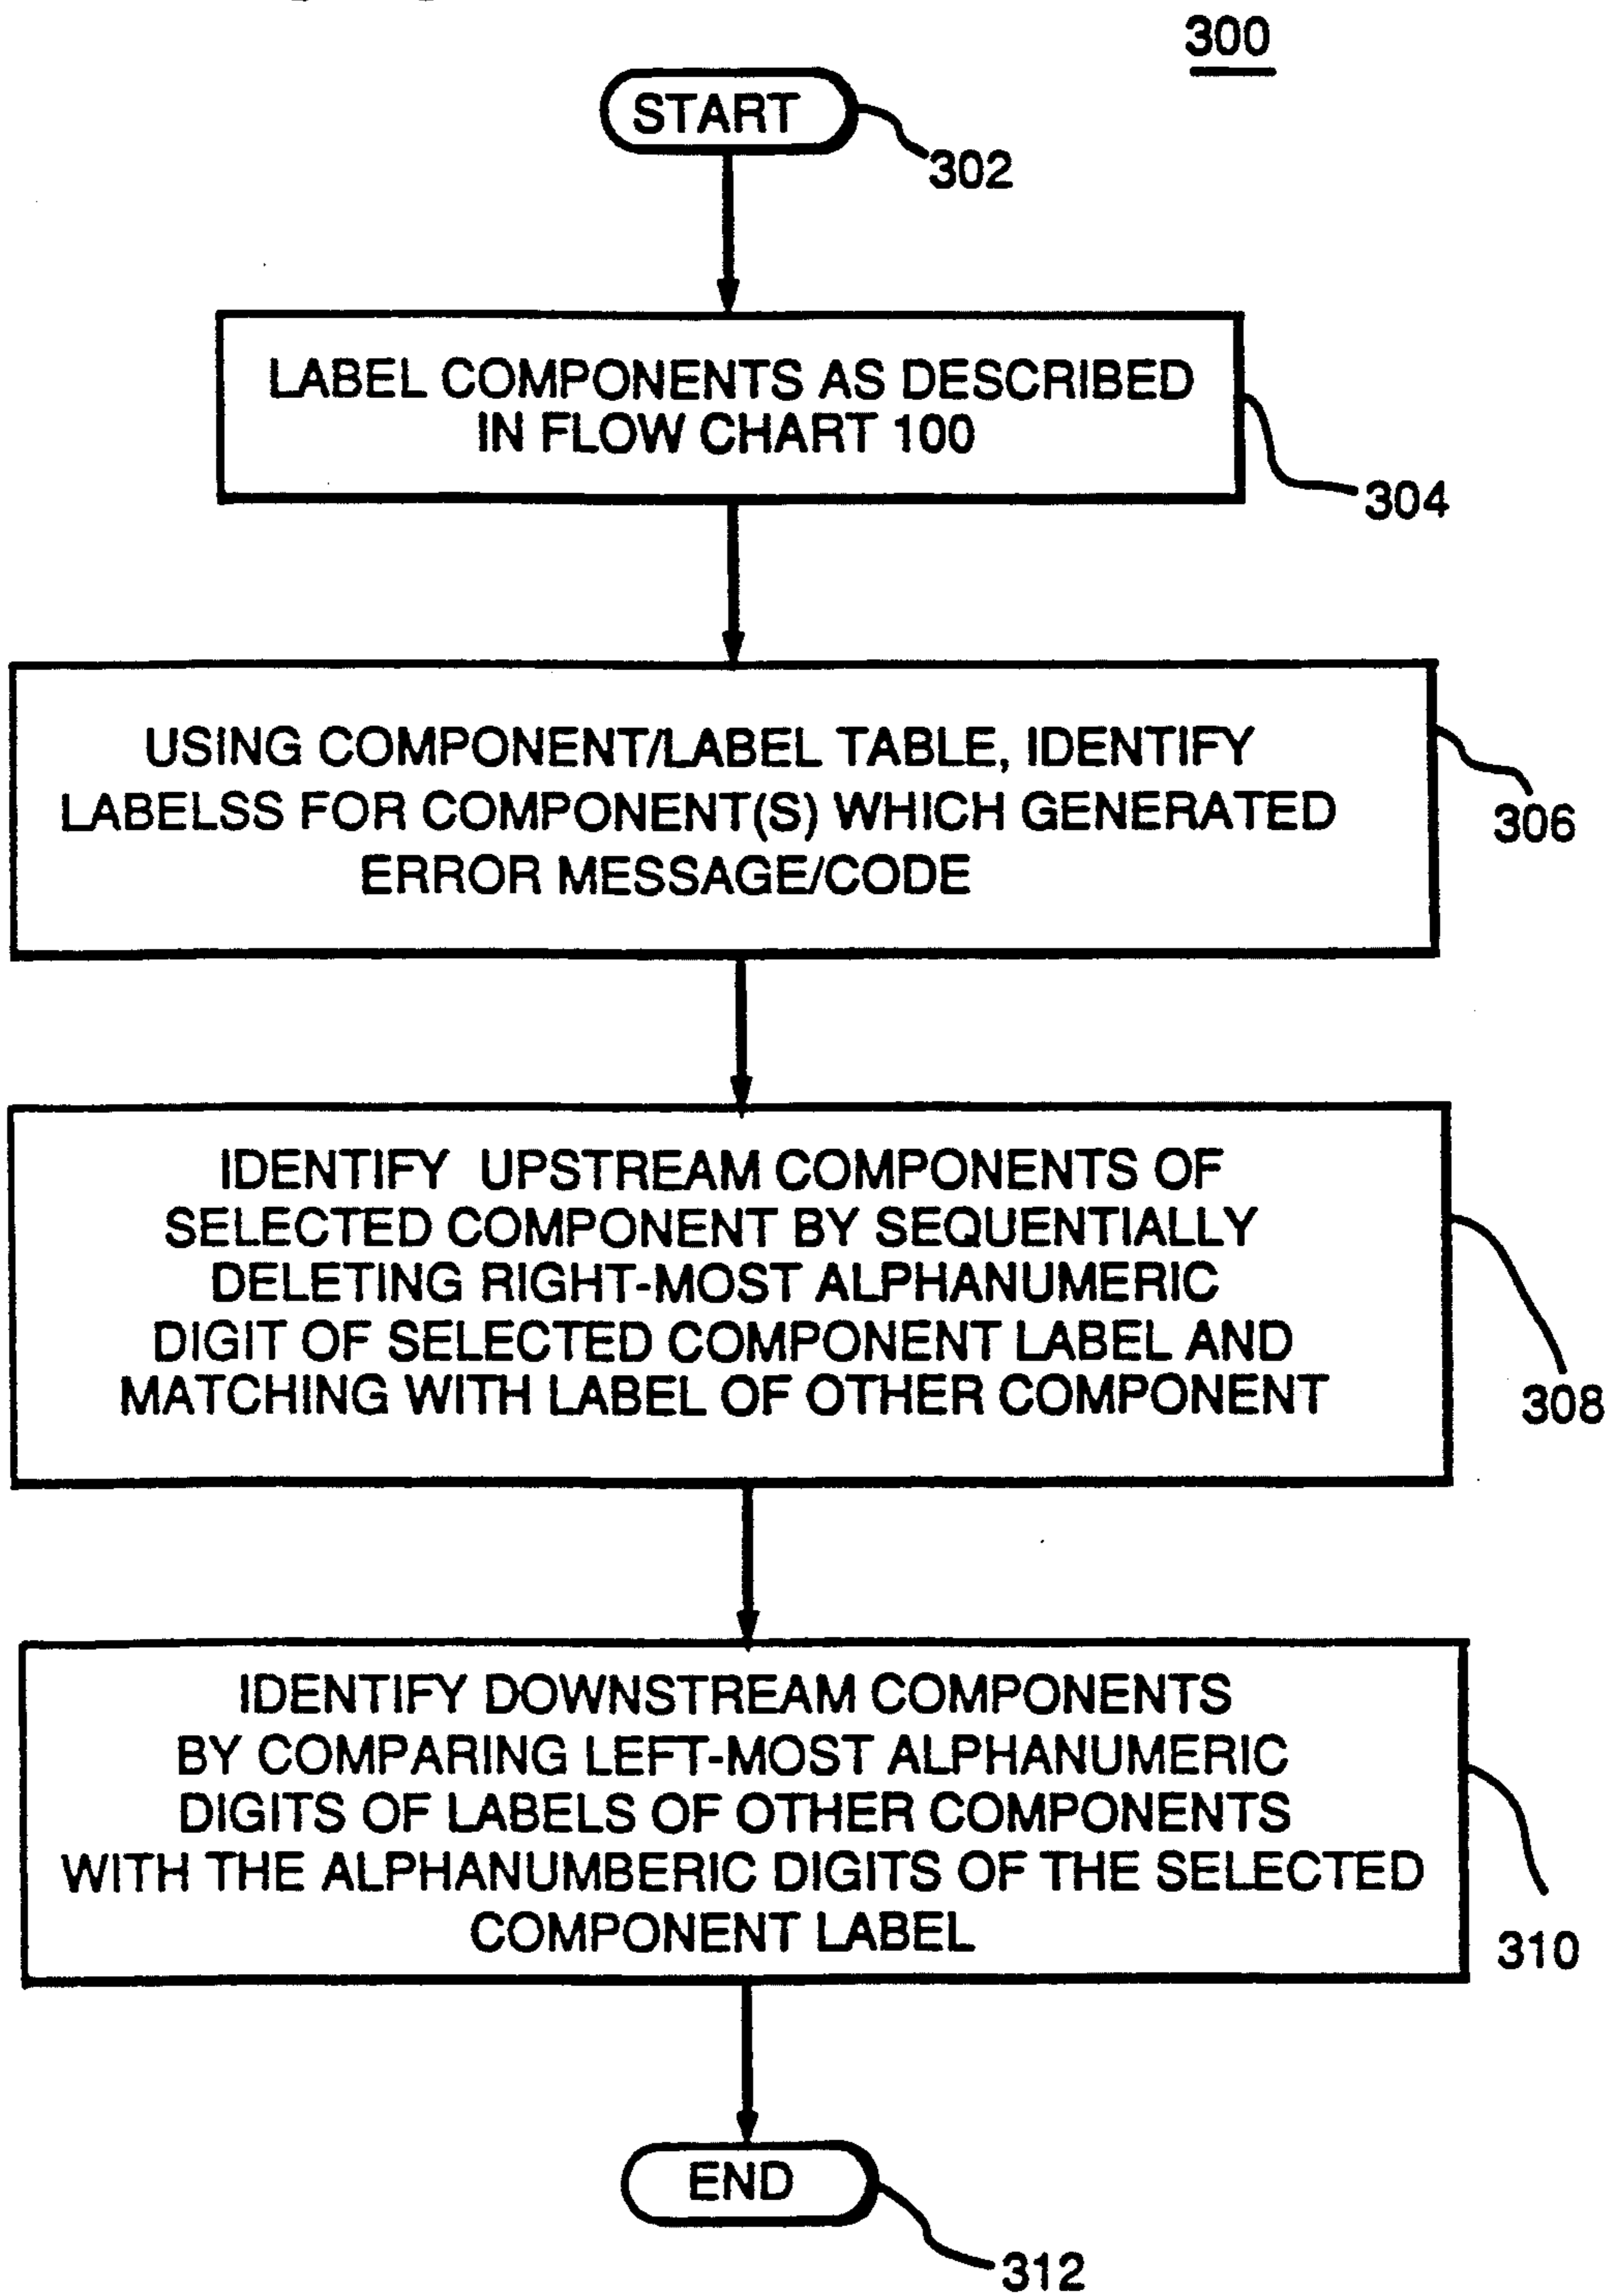 300
START
302
LABEL COMPONENTS AS DESCRIBED
IN FLOW CHART 100
304
USING COMPONENT/LABEL TABLE, IDENTIFY
LABELSS FOR COMPONENT(S) WHICH GENERATED
ERROR MESSAGE/CODE
306
IDENTIFY UPSTREAM COMPONENTS OF
SELECTED COMPONENT BY SEQUENTIALLY
DELETING RIGHT-MOST ALPHANUMERIC
DIGIT OF SELECTED COMPONENT LABEL AND
MATCHING WITH LABEL OF OTHER COMPONENT
308
IDENTIFY DOWNSTREAM COMPONENTS
BY COMPARING LEFT-MOST ALPHANUMERIC
DIGITS OF LABELS OF OTHER COMPONENTS
WITH THE ALPHANUMBERIC DIGITS OF THE SELECTED
COMPONENT LABEL
310
END
312